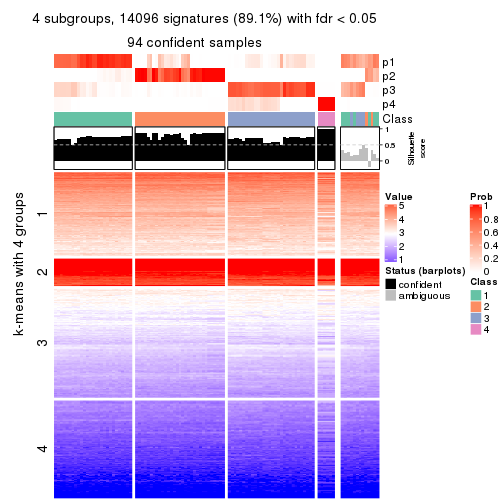 4 subgroups, 14096 signatures (89.1%) with fdr < 0.05
94 confident samples
p1
p2
p3
p4
Class
1
0.5
0
Silhouette
score
k-means with 4 groups
1
2
3
4
Value
5
4
3
2
1
Status (barplots)
confident
ambiguous
Prob
1
0.8
0.6
0.4
0.2
0
Class
1
2
3
4